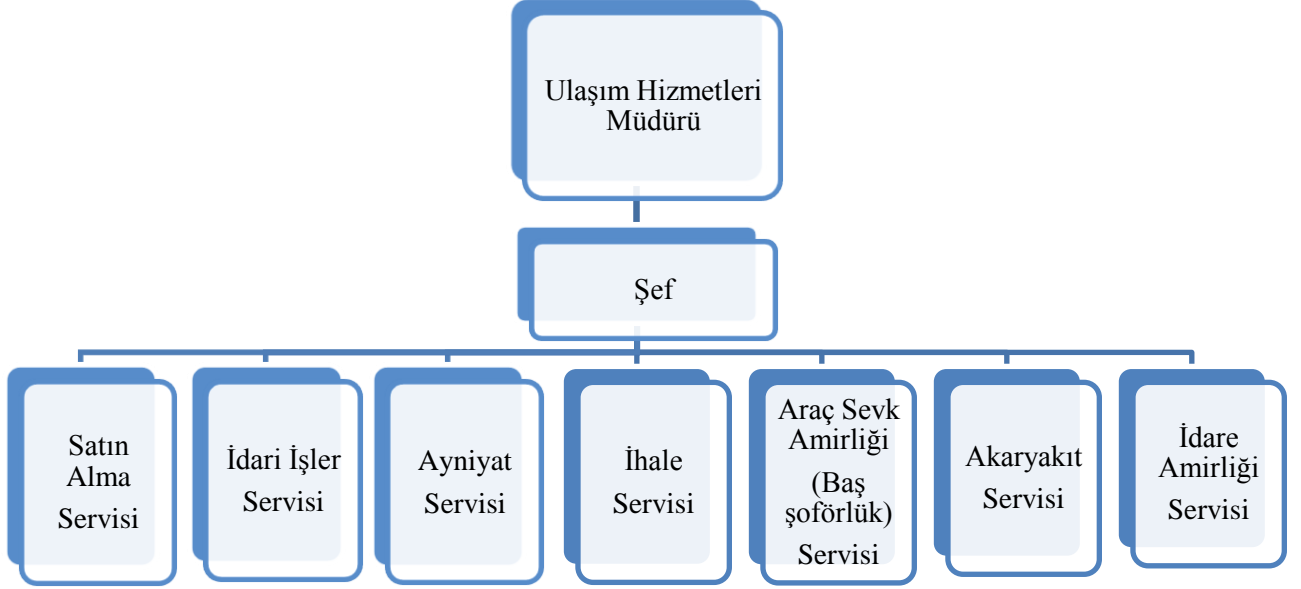 Ulaşım Hizmetleri
Müdürü
Şef
Satın
Alma
Servisi
İdari İşler
Servisi
Ayniyat
Servisi
İhale
Servisi
Araç Sevk
Amirliği
(Baş
şoförlük)
Servisi
Akaryakıt
Servisi
İdare
Amirliği
Servisi